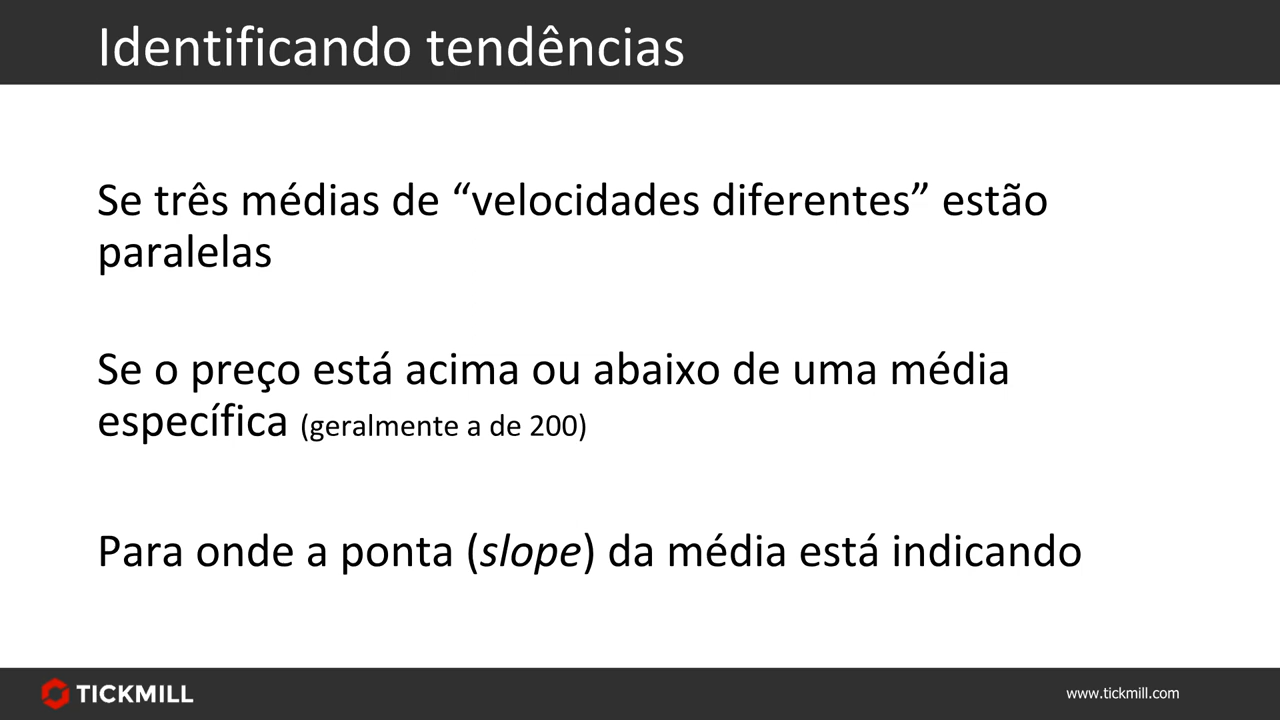 Identificando tendências
Se três médias de “velocidades diferentes” estão
paralelas
Se o preço está acima ou abaixo de uma média
específica (geralmente a de 200)
Para onde a ponta (slope) da média está indicando
TICKMILL
www.tickmill.com